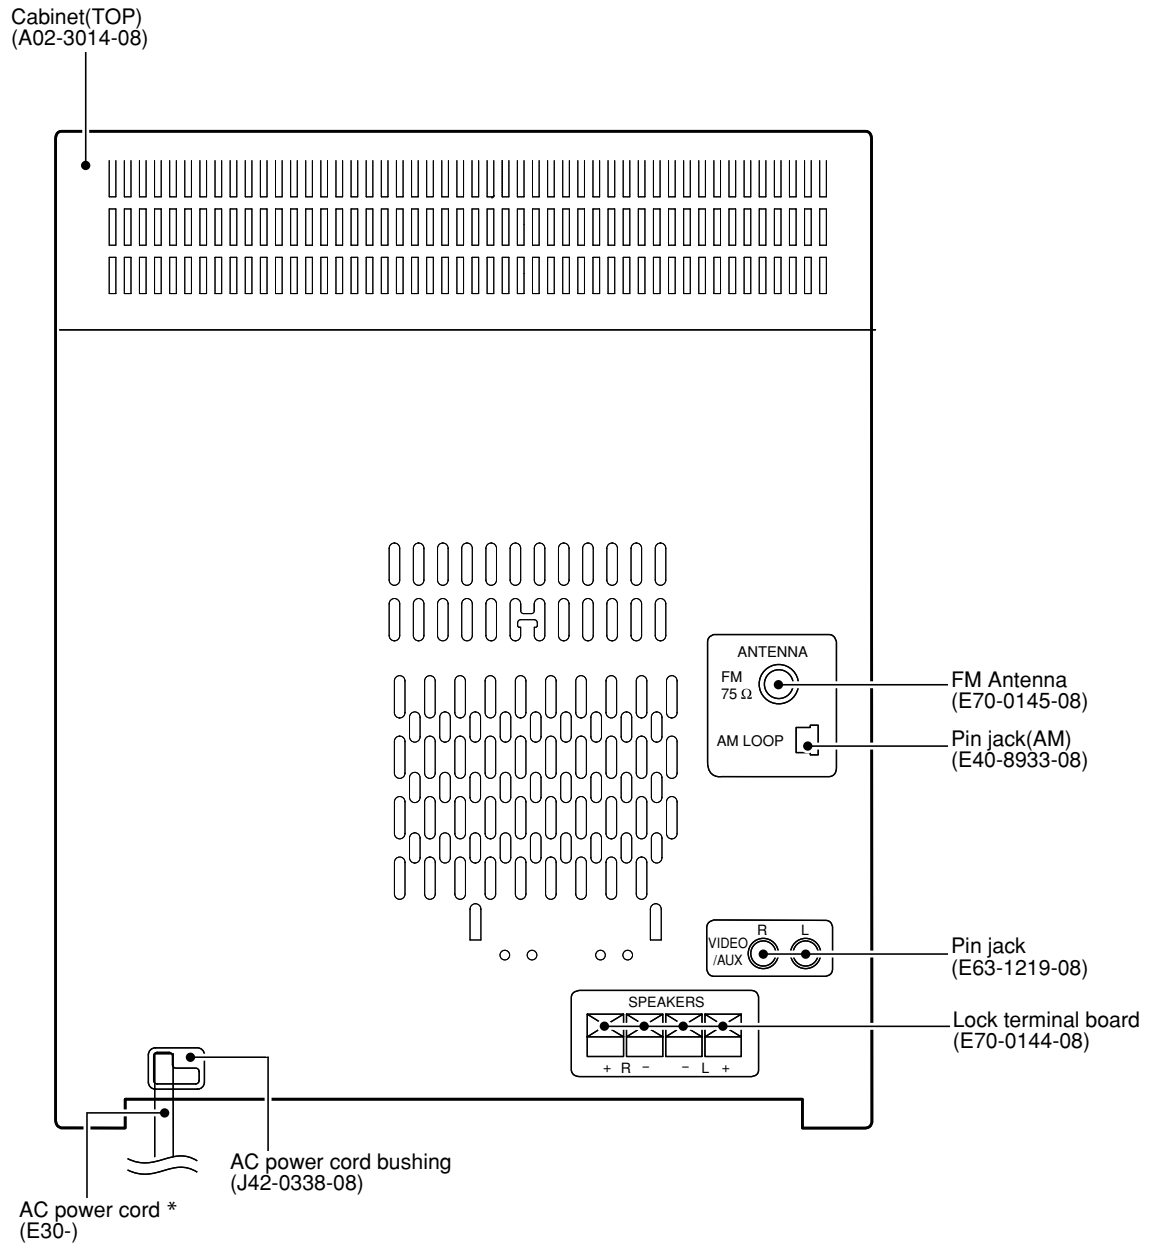 Cabinet(TOP)
(A02-3014-08)
ANTENNA
FM
75 Ω
AM LOOP
FM Antenna
(E70-0145-08)
Pin jack(AM)
(E40-8933-08)
R L
VIDEO
/AUX
Pin jack
(E63-1219-08)
SPEAKERS
+ R − − L +
Lock terminal board
(E70-0144-08)
AC power cord bushing
(J42-0338-08)
AC power cord *
(E30-)